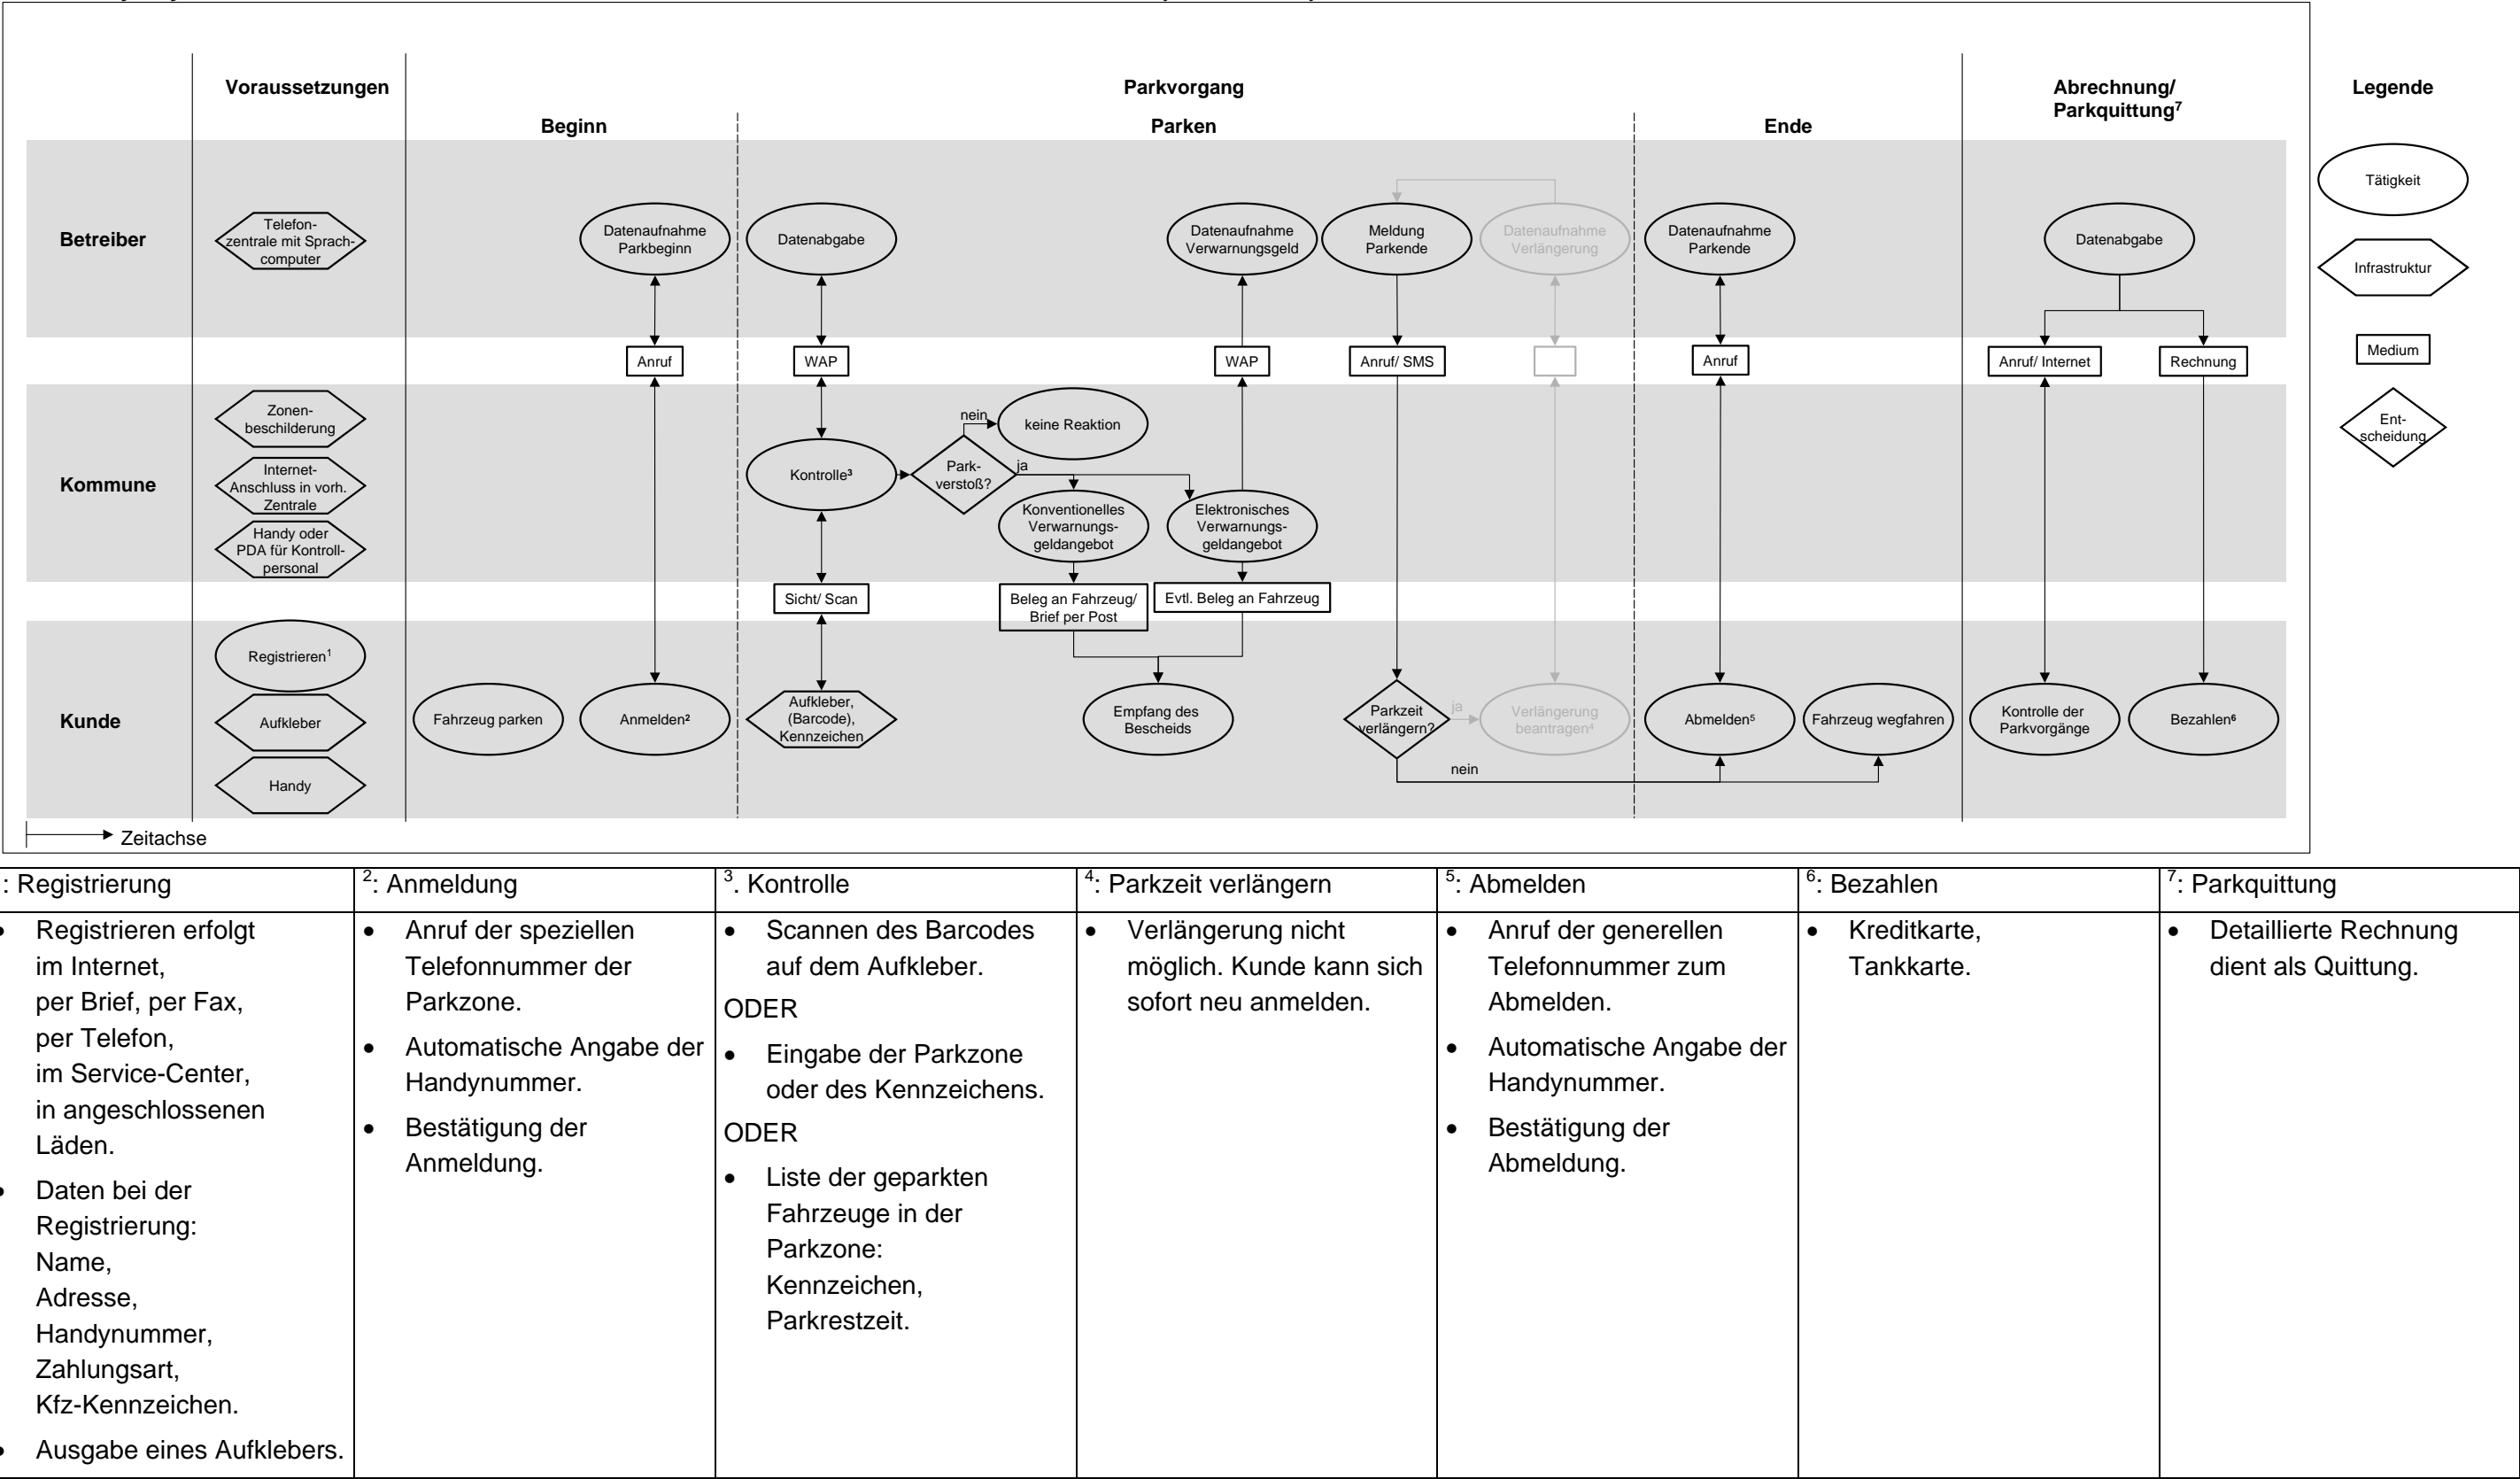 Voraussetzungen
Parkvorgang
Abrechnung/
Parkquittung⁷
Legende
Beginn
Parken
Ende
Betreiber
Telefon-
zentrale mit Sprach-
computer
Datenaufnahme
Parkbeginn
Datenabgabe
Datenaufnahme
Verwarnungsgeld
Meldung
Parkende
Datenaufnahme
Verlängerung
Datenaufnahme
Parkende
Datenabgabe
Tätigkeit
Infrastruktur
Medium
Ent-
scheidung
Anruf
WAP
WAP
Anruf/ SMS
Anruf
Anruf/ Internet
Rechnung
Kommune
Zonen-
beschilderung
Internet-
Anschluss in vorh.
Zentrale
Handy oder
PDA für Kontroll-
personal
Kontrolle³
Park-
verstoß?
nein
keine Reaktion
ja
Konventionelles
Verwarnungs-
geldangebot
Elektronisches
Verwarnungs-
geldangebot
Sicht/ Scan
Beleg an Fahrzeug/
Brief per Post
Evtl. Beleg an Fahrzeug
Kunde
Registrieren¹
Aufkleber
Handy
Fahrzeug parken
Anmelden²
Aufkleber,
(Barcode),
Kennzeichen
Empfang des
Bescheids
Parkzeit
verlängern?
ja
Verlängerung
beantragen⁴
nein
Abmelden⁵
Fahrzeug wegfahren
Kontrolle der
Parkvorgänge
Bezahlen⁶
Zeitachse
: Registrierung
• Registrieren erfolgt
im Internet,
per Brief, per Fax,
per Telefon,
im Service-Center,
in angeschlossenen
Läden.
• Daten bei der
Registrierung:
Name,
Adresse,
Handynummer,
Zahlungsart,
Kfz-Kennzeichen.
• Ausgabe eines Aufklebers.
²: Anmeldung
• Anruf der speziellen
Telefonnummer der
Parkzone.
• Automatische Angabe der
Handynummer.
• Bestätigung der
Anmeldung.
³. Kontrolle
• Scannen des Barcodes
auf dem Aufkleber.
ODER
• Eingabe der Parkzone
oder des Kennzeichens.
ODER
• Liste der geparkten
Fahrzeuge in der
Parkzone:
Kennzeichen,
Parkrestzeit.
⁴: Parkzeit verlängern
• Verlängerung nicht
möglich. Kunde kann sich
sofort neu anmelden.
⁵: Abmelden
• Anruf der generellen
Telefonnummer zum
Abmelden.
• Automatische Angabe der
Handynummer.
• Bestätigung der
Abmeldung.
⁶: Bezahlen
• Kreditkarte,
Tankkarte.
⁷: Parkquittung
• Detaillierte Rechnung
dient als Quittung.